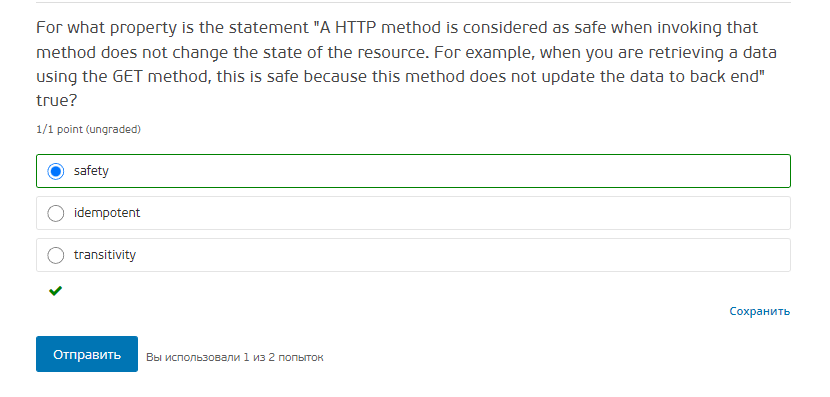 For what property is the statement "A HTTP method is considered as safe when invoking that
method does not change the state of the resource. For example, when you are retrieving a data
using the GET method, this is safe because this method does not update the data to back end"
true?
1/1 point (ungraded)
safety
idempotent
transitivity
Сохранить
Отправить
Вы использовали 1 из 2 попыток